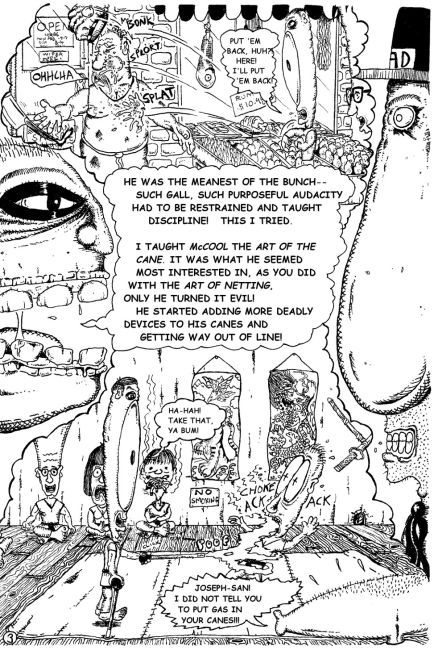 OPEN
BONK
SPORT
OHHCHA
SPLAT
PUT 'EM
BACK, HUH?
HERE!
I'LL PUT
'EM BACK!
AD
HE WAS THE MEANEST OF THE BUNCH--
SUCH GALL, SUCH PURPOSEFUL AUDACITY
HAD TO BE RESTRAINED AND TAUGHT
DISCIPLINE! THIS I TRIED.
I TAUGHT McCOOL THE ART OF THE
CANE. IT WAS WHAT HE SEEMED
MOST INTERESTED IN, AS YOU DID
WITH THE ART OF NETTING,
ONLY HE TURNED IT EVIL!
HE STARTED ADDING MORE DEADLY
DEVICES TO HIS CANES AND
GETTING WAY OUT OF LINE!
HA-HAH!
TAKE THAT,
YA BUM!
NO
SMOKING
CHOKE
ACK
ACK
JOSEPH-SAN!
I DID NOT TELL YOU
TO PUT GAS IN
YOUR CANES!!!
3